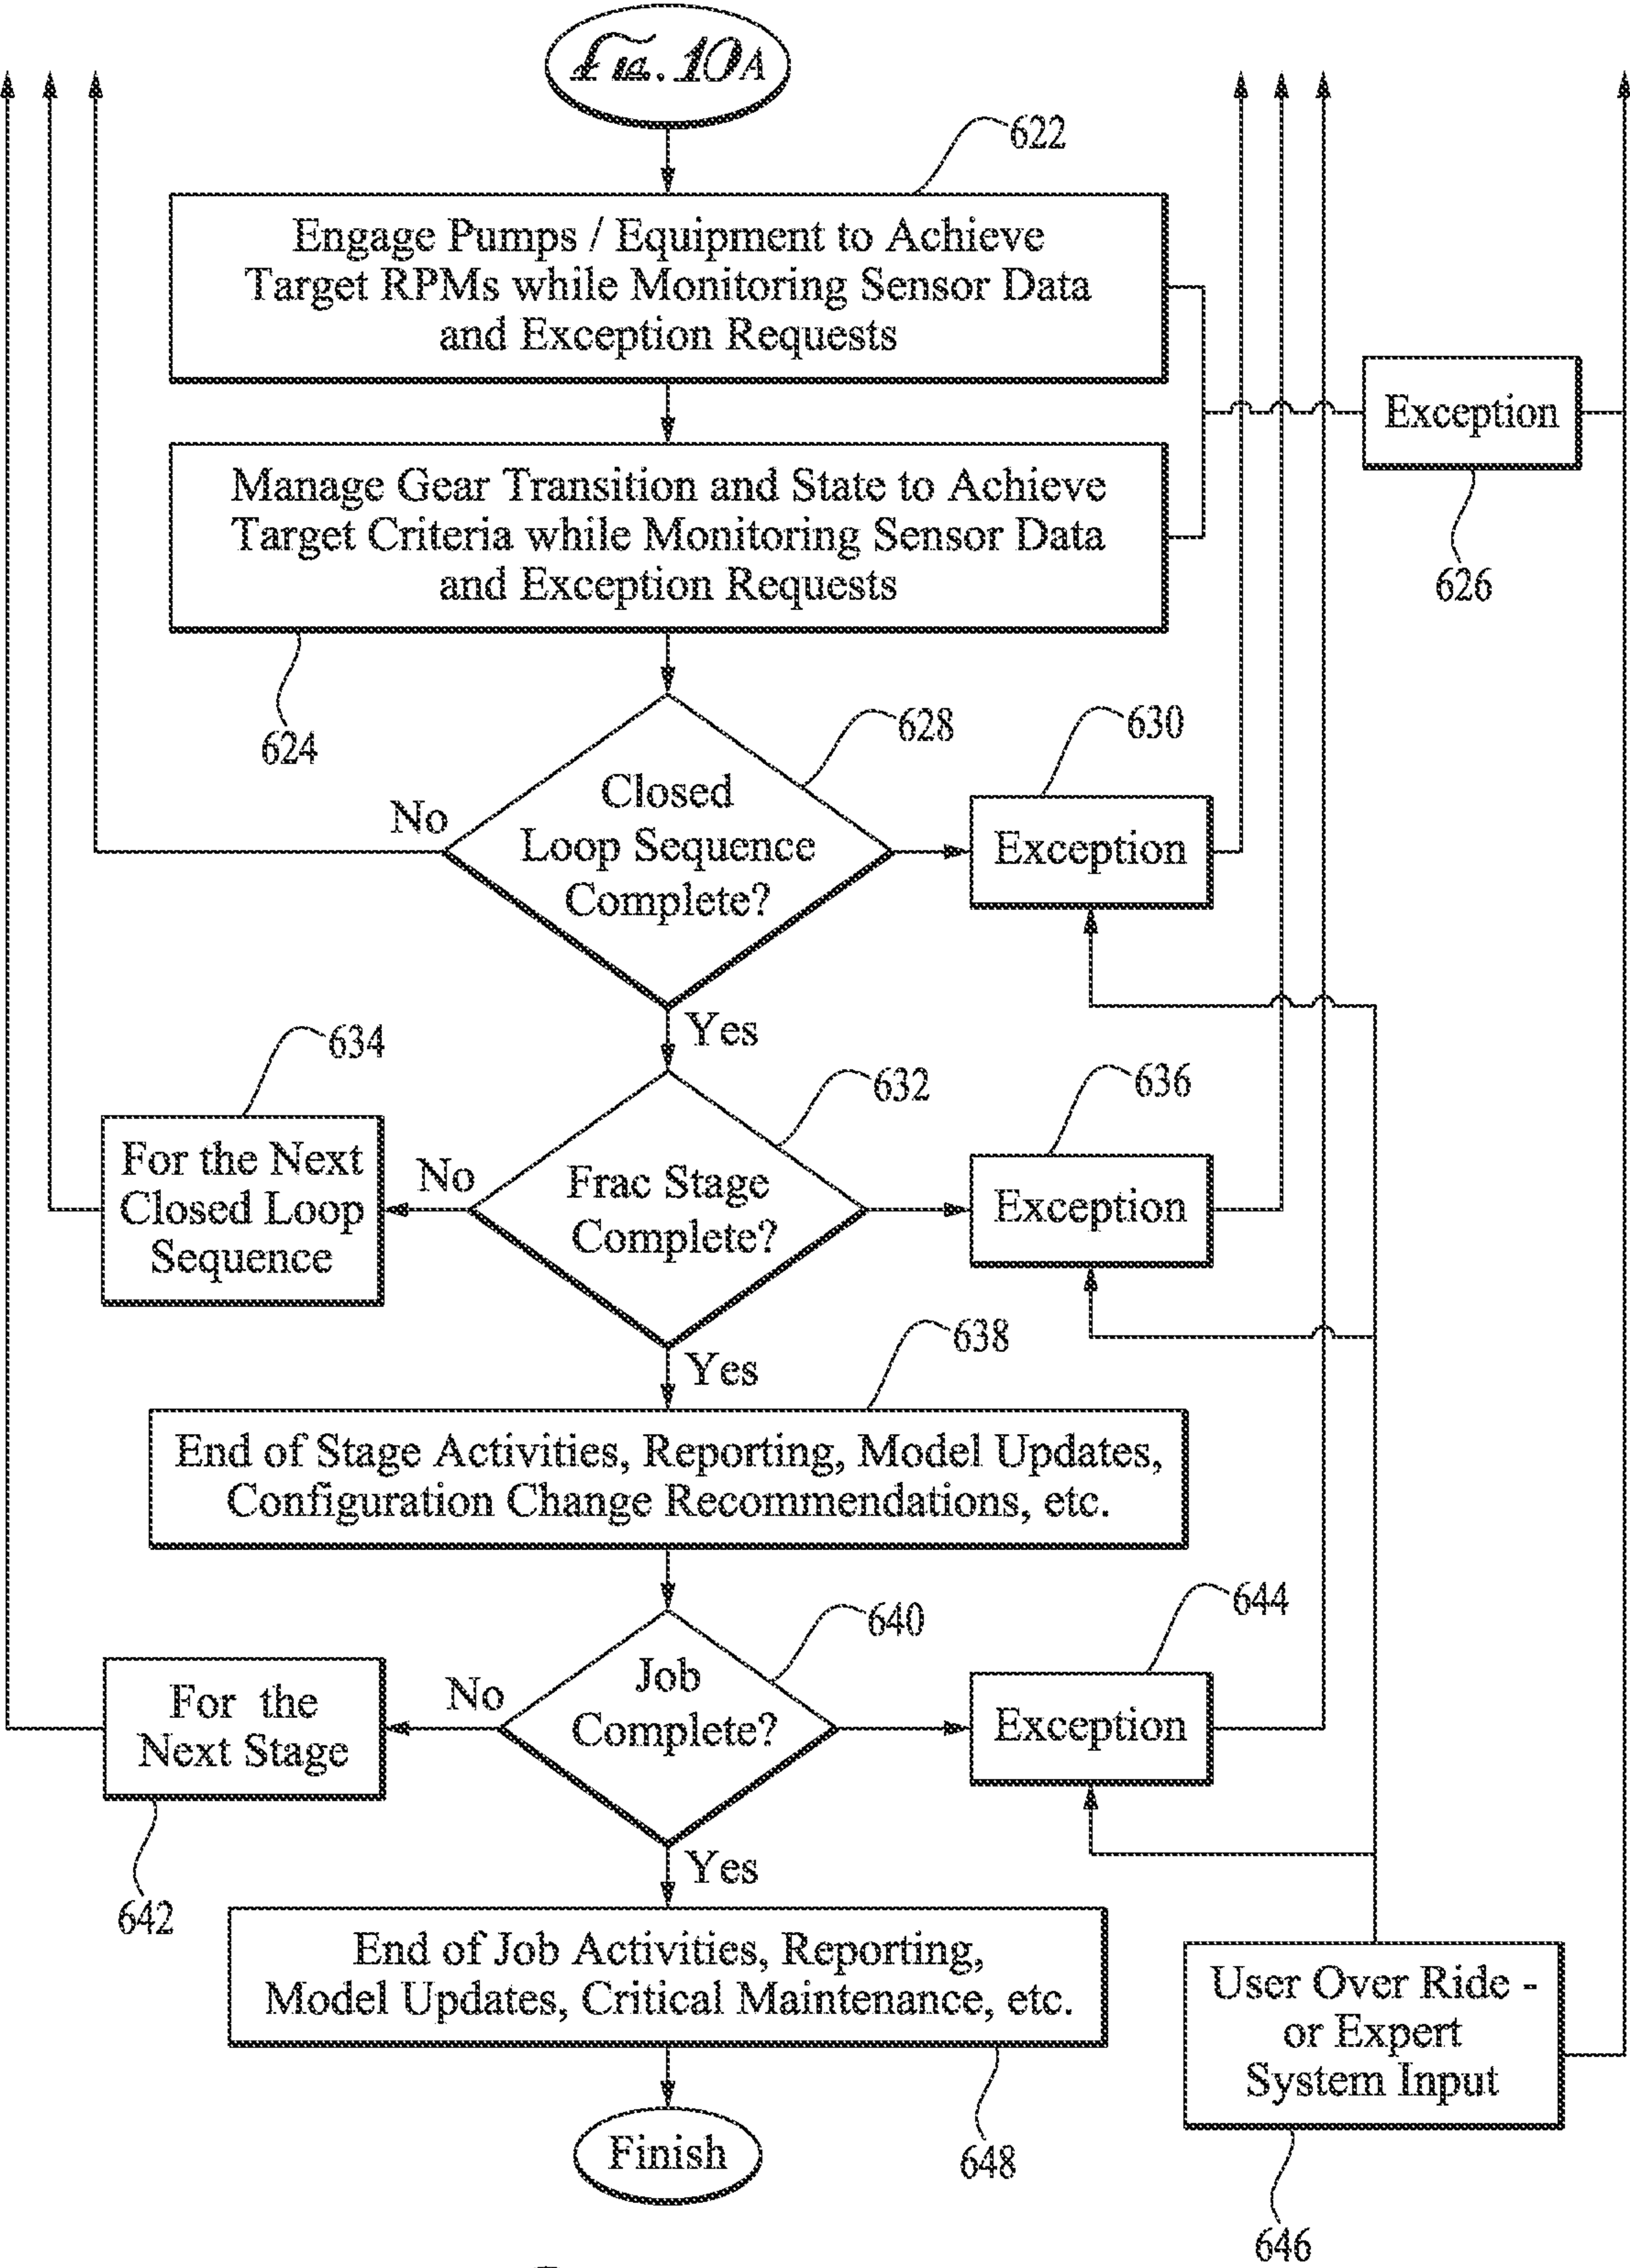 Fig. 10A
622
Engage Pumps / Equipment to Achieve
Target RPMs while Monitoring Sensor Data
and Exception Requests
Exception
626
Manage Gear Transition and State to Achieve
Target Criteria while Monitoring Sensor Data
and Exception Requests
624
628
630
No
Closed
Loop Sequence
Complete?
Exception
Yes
634
632
636
For the Next
Closed Loop
Sequence
No
Frac Stage
Complete?
Exception
Yes
638
End of Stage Activities, Reporting, Model Updates,
Configuration Change Recommendations, etc.
640
644
For the
Next Stage
No
Job
Complete?
Exception
642
Yes
End of Job Activities, Reporting,
Model Updates, Critical Maintenance, etc.
648
User Over Ride -
or Expert
System Input
646
Finish